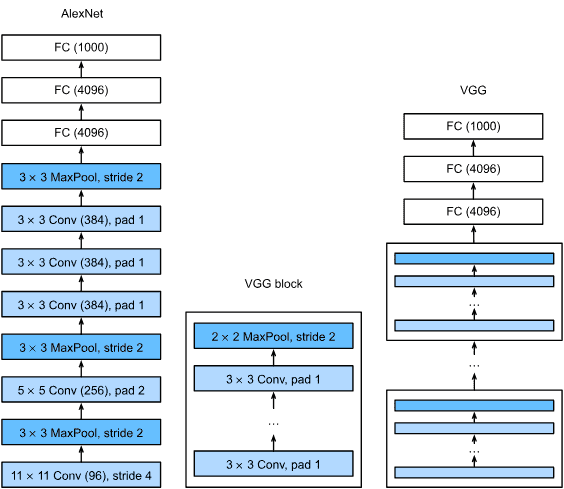 AlexNet
FC (1000)
FC (4096)
FC (4096)
3 × 3 MaxPool, stride 2
3 × 3 Conv (384), pad 1
3 × 3 Conv (384), pad 1
3 × 3 Conv (384), pad 1
3 × 3 MaxPool, stride 2
5 × 5 Conv (256), pad 2
3 × 3 MaxPool, stride 2
11 × 11 Conv (96), stride 4
VGG block
2 × 2 MaxPool, stride 2
3 × 3 Conv, pad 1
...
3 × 3 Conv, pad 1
VGG
FC (1000)
FC (4096)
FC (4096)
...
...
...